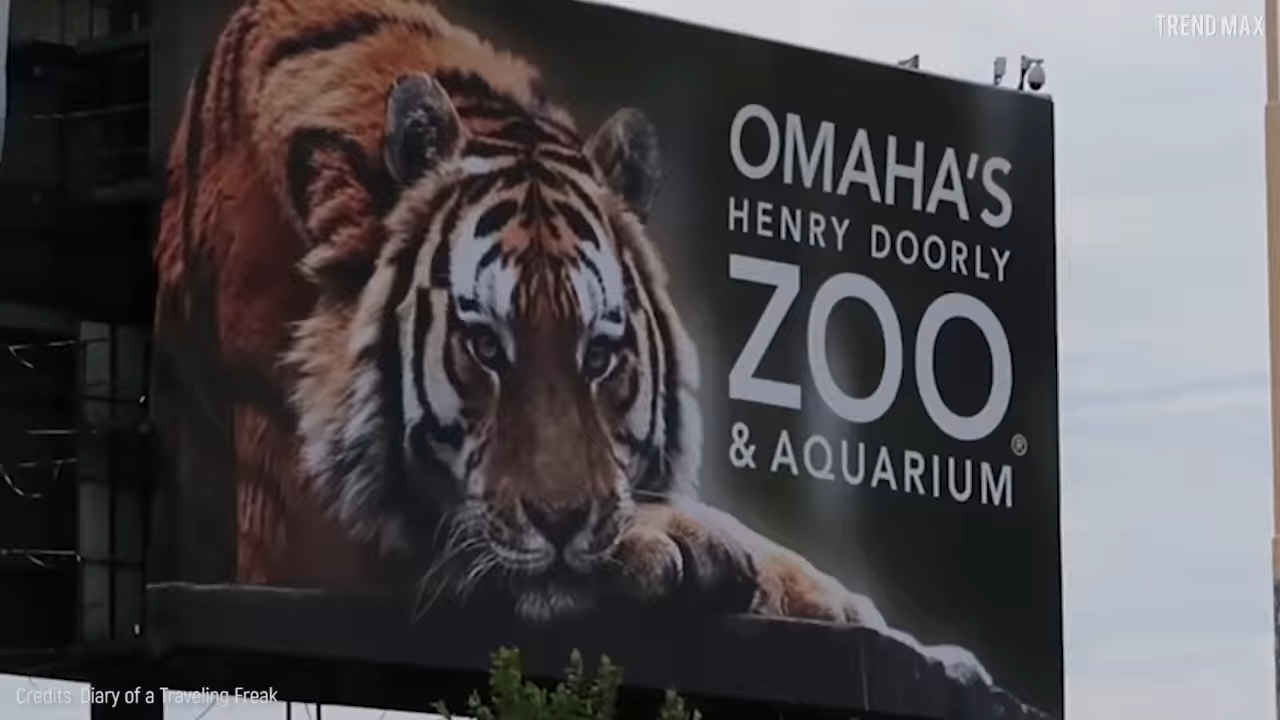 TREND MAX
OMAHA'S
HENRY DOORLY
ZOO
& AQUARIUM®
Credits Diary of a Traveling Freak